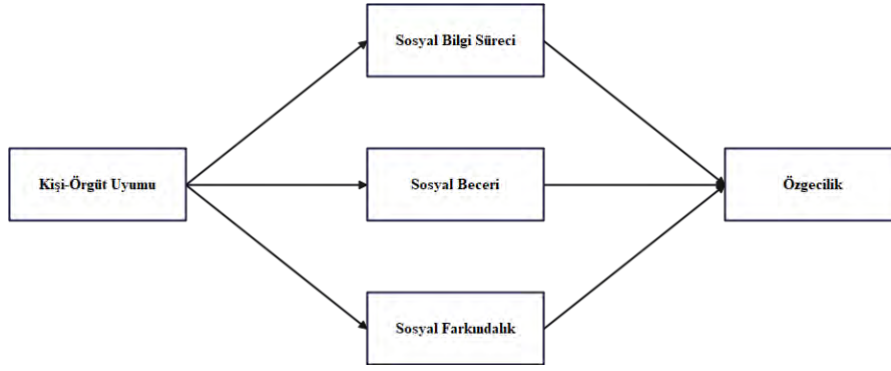 Sosyal Bilgi Süreci
Kişi-Örgüt Uyumu
Sosyal Beceri
Özgecilik
Sosyal Farkındalık